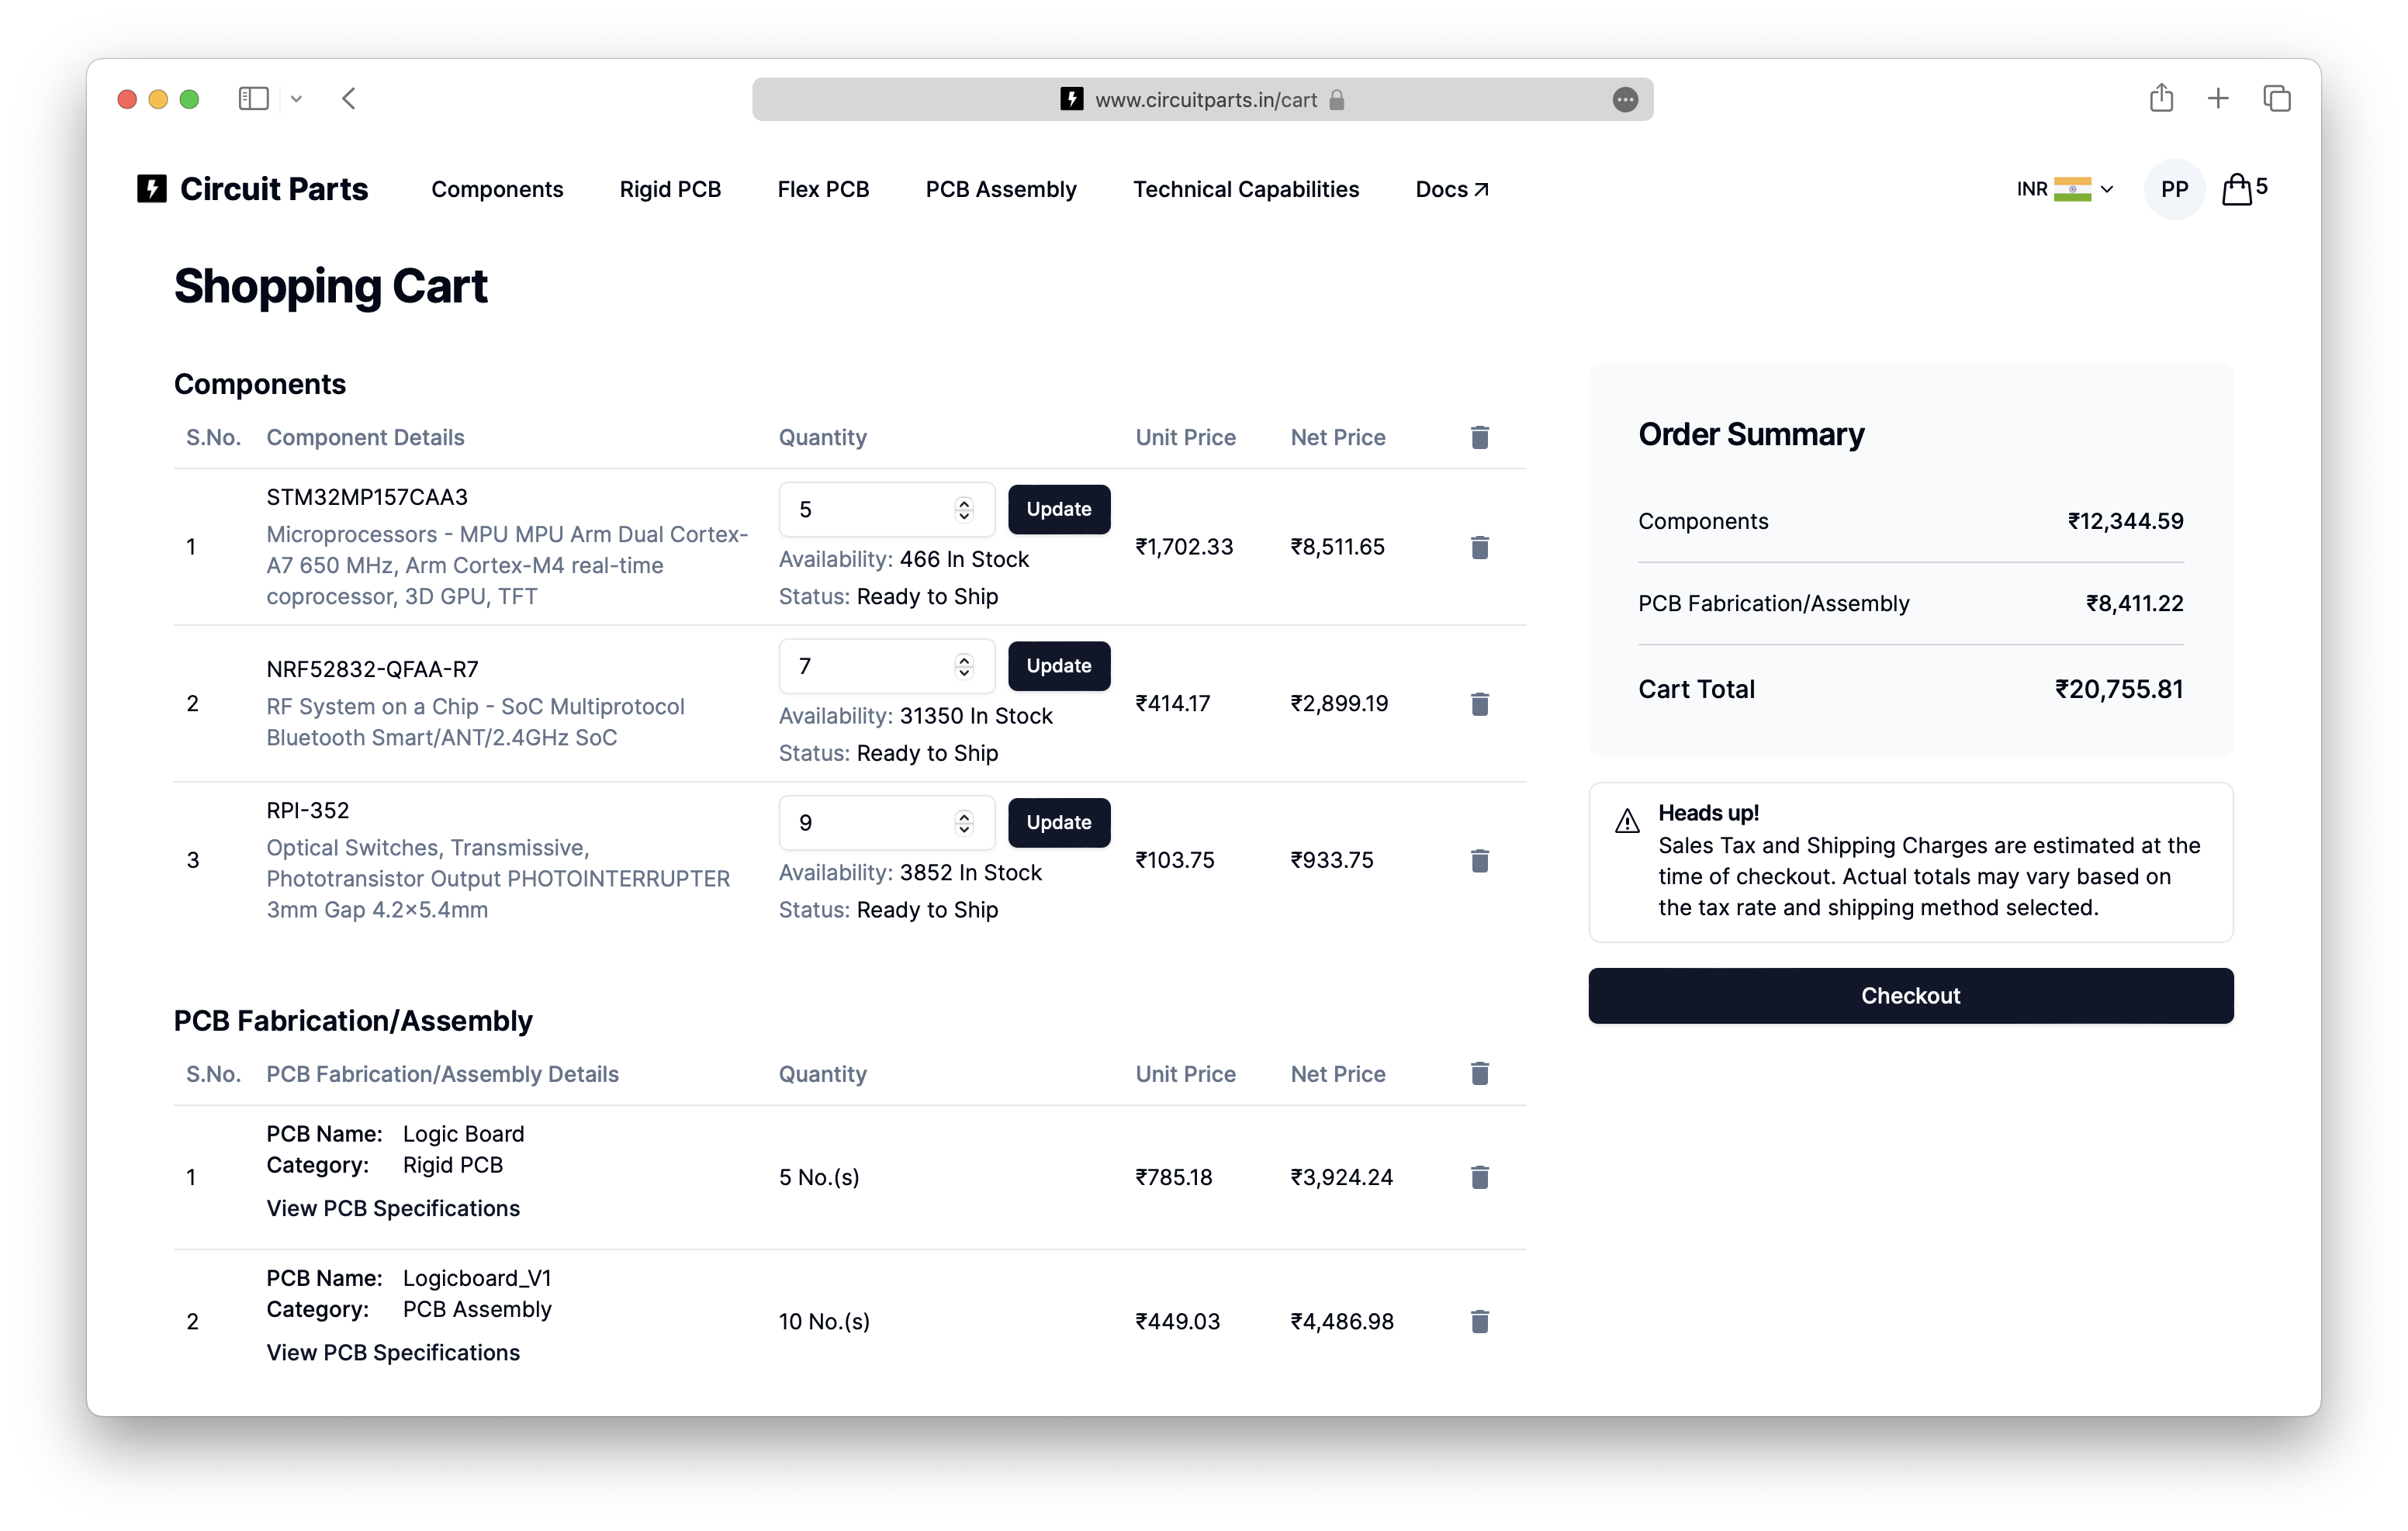 www.circuitparts.in/cart
Circuit Parts Components Rigid PCB Flex PCB PCB Assembly Technical Capabilities Docs INR PP 5
Shopping Cart
Components
S.No. Component Details Quantity Unit Price Net Price
1
STM32MP157CAA3
Microprocessors - MPU MPU Arm Dual Cortex-
A7 650 MHz, Arm Cortex-M4 real-time
coprocessor, 3D GPU, TFT
5 Update
Availability: 466 In Stock
Status: Ready to Ship
₹1,702.33 ₹8,511.65
2
NRF52832-QFAA-R7
RF System on a Chip - SoC Multiprotocol
Bluetooth Smart/ANT/2.4GHz SoC
7 Update
Availability: 31350 In Stock
Status: Ready to Ship
₹414.17 ₹2,899.19
3
RPI-352
Optical Switches, Transmissive,
Phototransistor Output PHOTOINTERRUPTER
3mm Gap 4.2x5.4mm
9 Update
Availability: 3852 In Stock
Status: Ready to Ship
₹103.75 ₹933.75
PCB Fabrication/Assembly
S.No. PCB Fabrication/Assembly Details Quantity Unit Price Net Price
1
PCB Name: Logic Board
Category: Rigid PCB
View PCB Specifications
5 No.(s) ₹785.18 ₹3,924.24
2
PCB Name: Logicboard_V1
Category: PCB Assembly
View PCB Specifications
10 No.(s) ₹449.03 ₹4,486.98
Order Summary
Components ₹12,344.59
PCB Fabrication/Assembly ₹8,411.22
Cart Total ₹20,755.81
Heads up!
Sales Tax and Shipping Charges are estimated at the
time of checkout. Actual totals may vary based on
the tax rate and shipping method selected.
Checkout